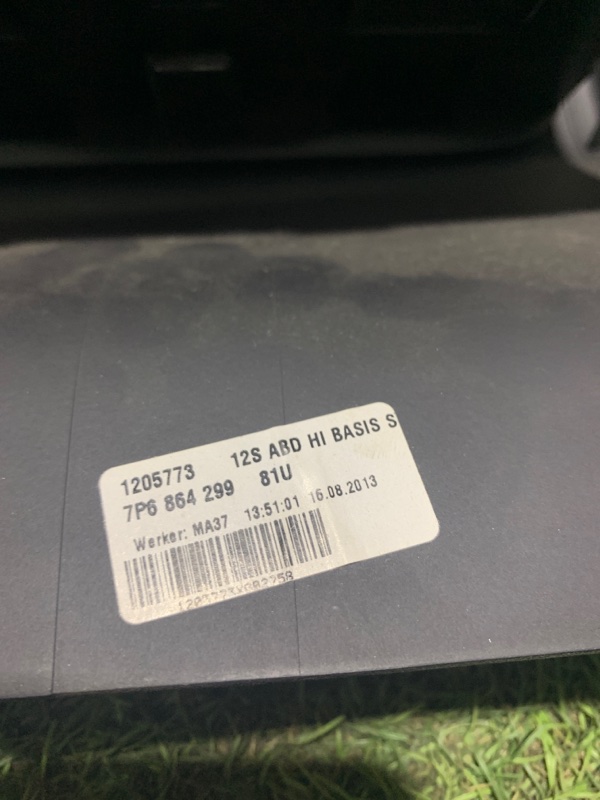 1205773 12S ABD HI BASIS S
7P6 864 299 81U
Werker: MA37 13:51:01 16.08.2013